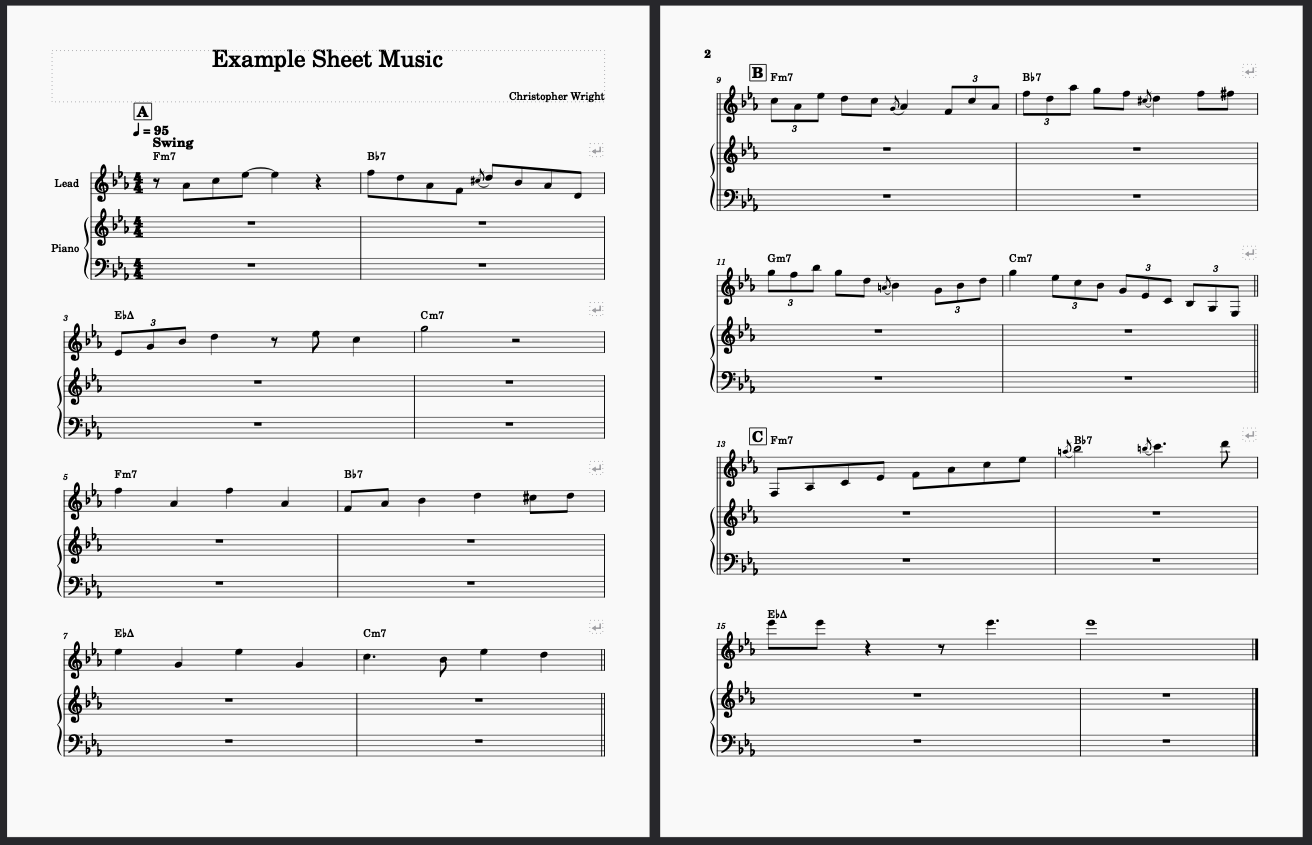 Example Sheet Music
Christopher Wright
A
♩ = 95
Swing
Fm7 B♭7
Lead
Piano
3
E♭Δ Cm7
3
5
Fm7 B♭7
7
E♭Δ Cm7
2
B
9
Fm7 B♭7
3 3 3
11
Gm7 Cm7
3 3 3 3 3
C
13
Fm7 B♭7
15
E♭Δ